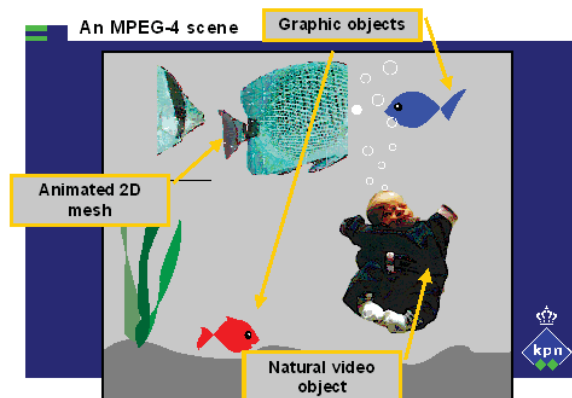 An MPEG-4 scene
Graphic objects
Animated 2D
mesh
Natural video
object
kpn